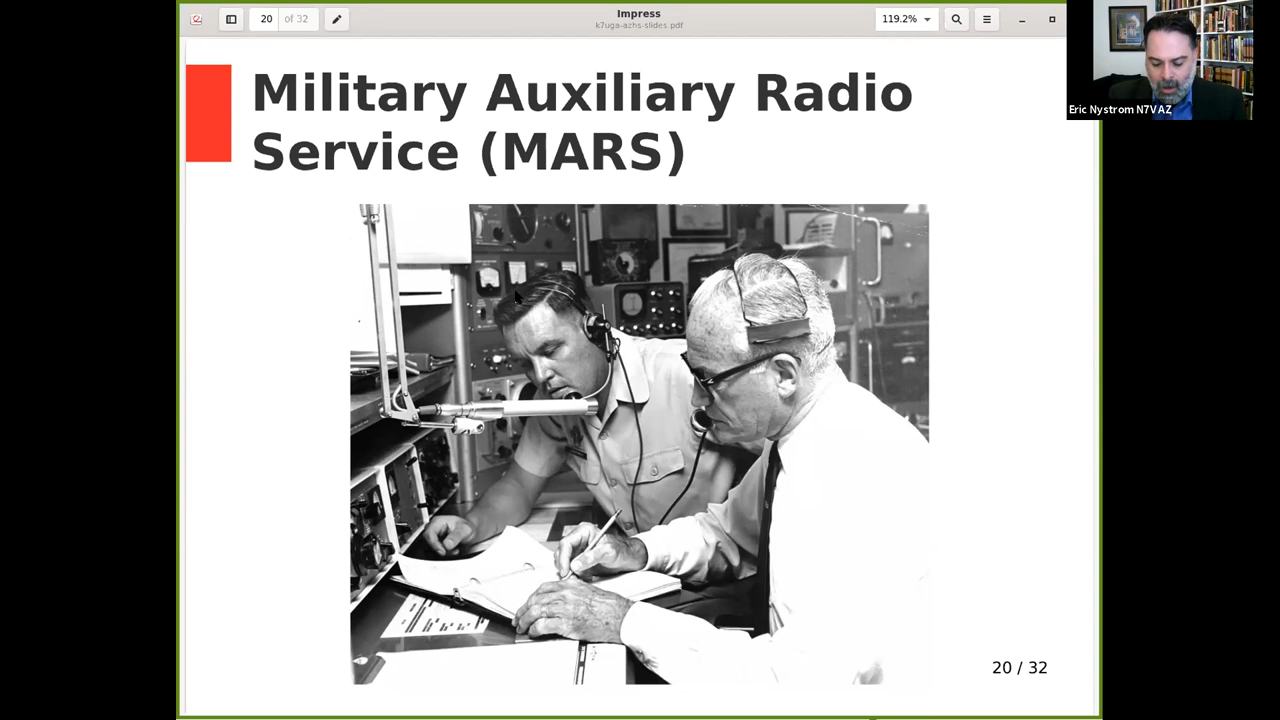 20 of 32
Impress
k7uga-azhs-slides.pdf
119.2%
Military Auxiliary Radio
Service (MARS)
Eric Nystrom N7VAZ
20 / 32